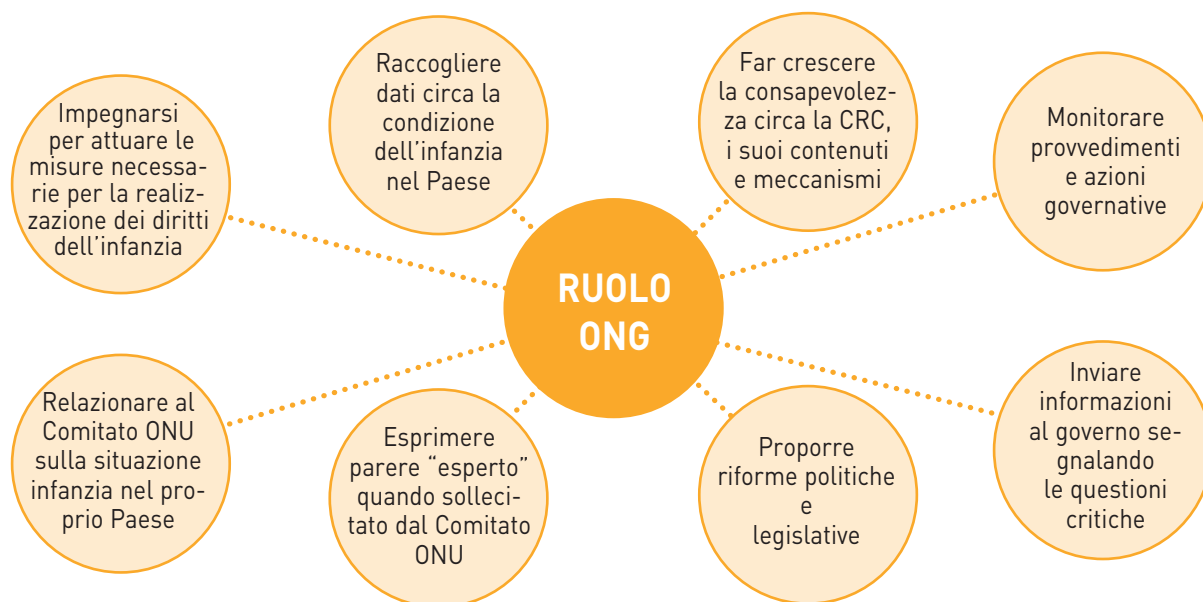 Impegnarsi
per attuare le
misure necessa-
rie per la realiz-
zazione dei diritti
dell’infanzia
Raccogliere
dati circa la
condizione
dell’infanzia
nel Paese
Far crescere
la consapevolez-
za circa la CRC,
i suoi contenuti
e meccanismi
Monitorare
provvedimenti
e azioni
governative
RUOLO
ONG
Relazionare al
Comitato ONU
sulla situazione
infanzia nel pro-
prio Paese
Esprimere
parere “esperto”
quando solleci-
tato dal Comitato
ONU
Proporre
riforme politiche
e
legislative
Inviare
informazioni
al governo se-
gnalando
le questioni
critiche